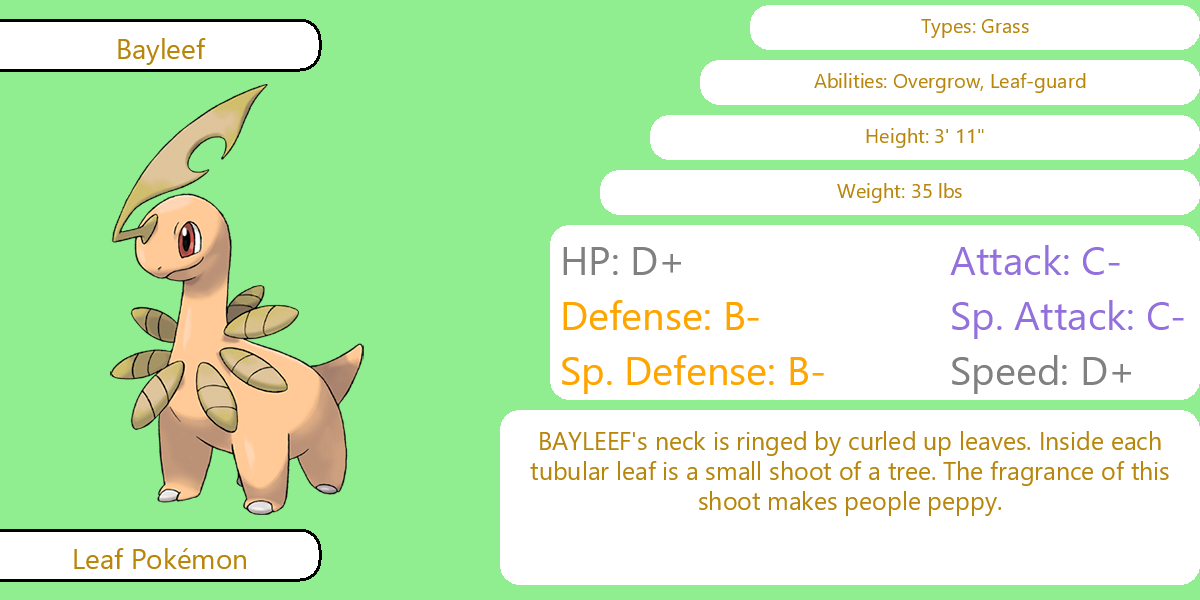 Bayleef
Types: Grass
Abilities: Overgrow, Leaf-guard
Height: 3' 11"
Weight: 35 lbs
HP: D+
Attack: C-
Defense: B-
Sp. Attack: C-
Sp. Defense: B-
Speed: D+
BAYLEEF's neck is ringed by curled up leaves. Inside each
tubular leaf is a small shoot of a tree. The fragrance of this
shoot makes people peppy.
Leaf Pokémon